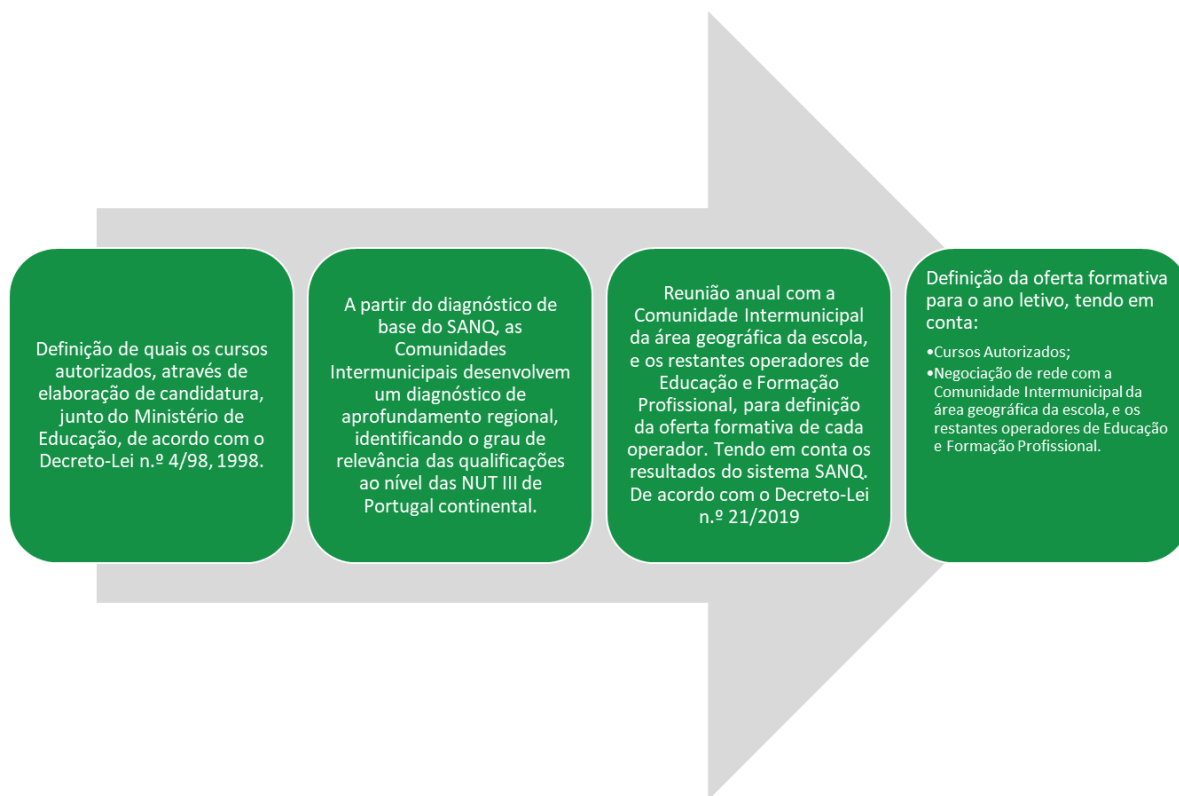 Definição de quais os cursos
autorizados, através de
elaboração de candidatura,
junto do Ministério de
Educação, de acordo com o
Decreto-Lei n.º 4/98, 1998.
A partir do diagnóstico de
base do SANQ, as
Comunidades
Intermunicipais desenvolvem
um diagnóstico de
aprofundamento regional,
identificando o grau de
relevância das qualificações
ao nível das NUT III de
Portugal continental.
Reunião anual com a
Comunidade Intermunicipal
da área geográfica da escola,
e os restantes operadores de
Educação e Formação
Profissional, para definição
da oferta formativa de cada
operador. Tendo em conta os
resultados do sistema SANQ.
De acordo com o Decreto-Lei
n.º 21/2019
Definição da oferta formativa
para o ano letivo, tendo em
conta:
•Cursos Autorizados;
•Negociação de rede com a
Comunidade Intermunicipal da
área geográfica da escola, e os
restantes operadores de Educação
e Formação Profissional.